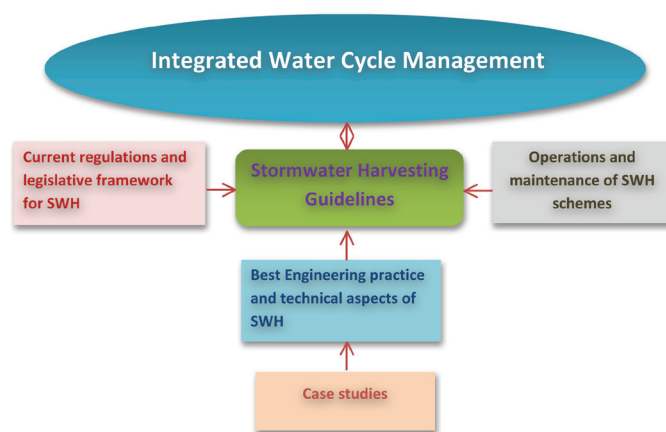 Integrated Water Cycle Management
Current regulations and
legislative framework
for SWH
Stormwater Harvesting
Guidelines
Operations and
maintenance of SWH
schemes
Best Engineering practice
and technical aspects of
SWH
Case studies